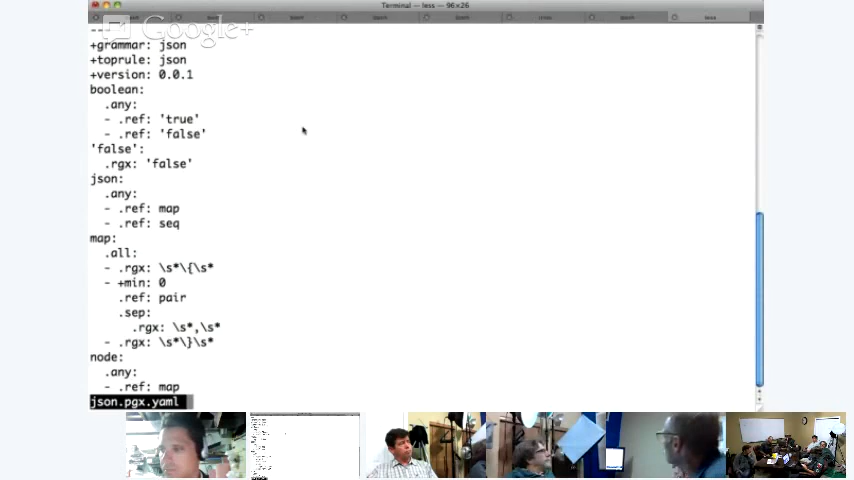 Terminal — less — 96×26
Google+
--
+grammar: json
+toprule: json
+version: 0.0.1
boolean:
  .any:
  - .ref: 'true'
  - .ref: 'false'
'false':
  .rgx: 'false'
json:
  .any:
  - .ref: map
  - .ref: seq
map:
  .all:
  - .rgx: \s*\{\s*
  - +min: 0
    .ref: pair
    .sep:
      .rgx: \s*,\s*
  - .rgx: \s*\}\s*
node:
  .any:
  - .ref: map
json.pgx.yaml